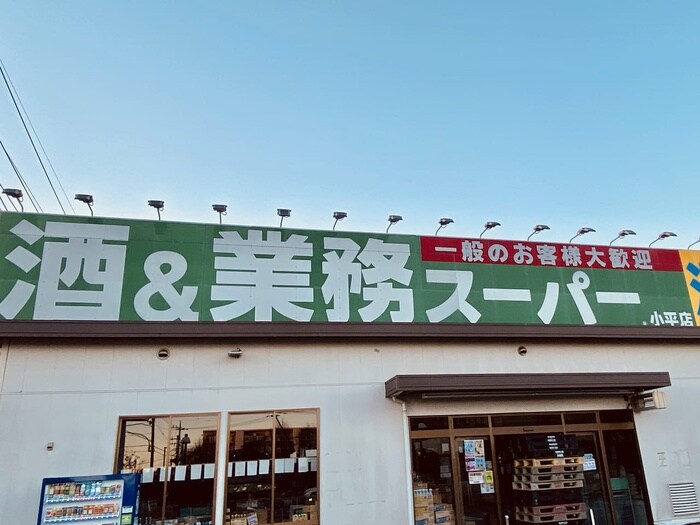 酒&業務スーパー
一般のお客様大歓迎
小平店